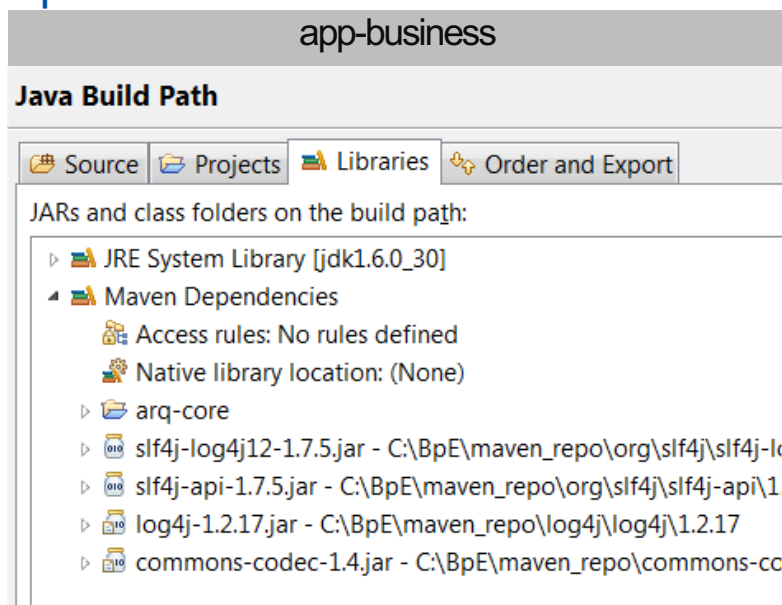 app-business
Java Build Path
Source Projects Libraries Order and Export
JARs and class folders on the build path:
JRE System Library [jdk1.6.0_30]
Maven Dependencies
Access rules: No rules defined
Native library location: (None)
arq-core
slf4j-log4j12-1.7.5.jar - C:\BpE\maven_repo\org\slf4j\slf4j-lo
slf4j-api-1.7.5.jar - C:\BpE\maven_repo\org\slf4j\slf4j-api\1.
log4j-1.2.17.jar - C:\BpE\maven_repo\log4j\log4j\1.2.17
commons-codec-1.4.jar - C:\BpE\maven_repo\commons-co